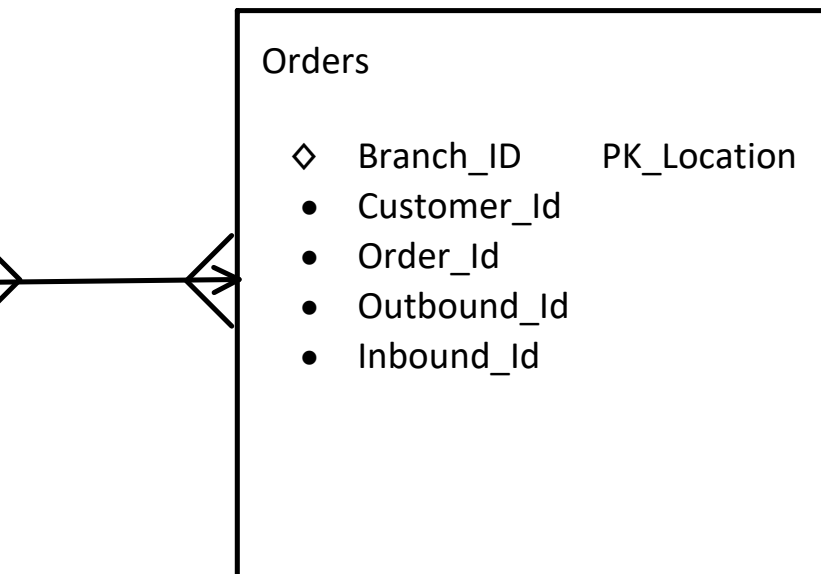 Orders
◇ Branch_ID PK_Location
• Customer_Id
• Order_Id
• Outbound_Id
• Inbound_Id